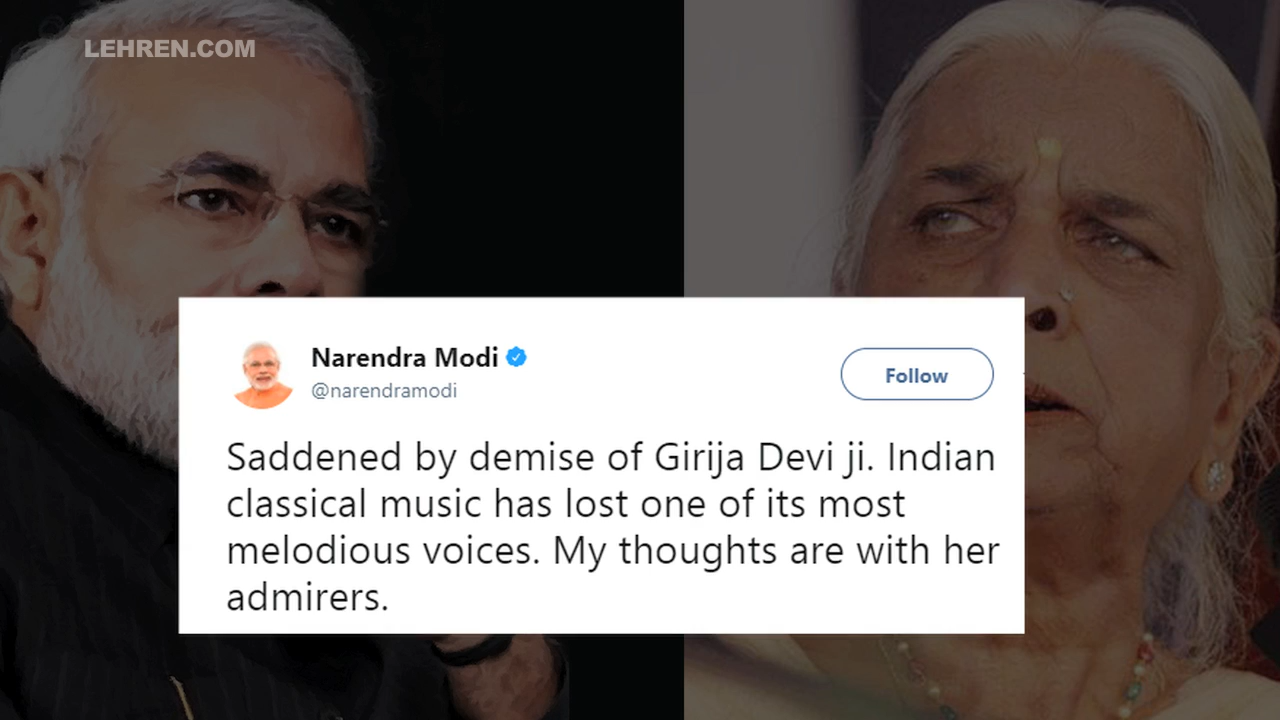 LEHREN.COM
Narendra Modi
@narendramodi
Follow
Saddened by demise of Girija Devi ji. Indian
classical music has lost one of its most
melodious voices. My thoughts are with her
admirers.